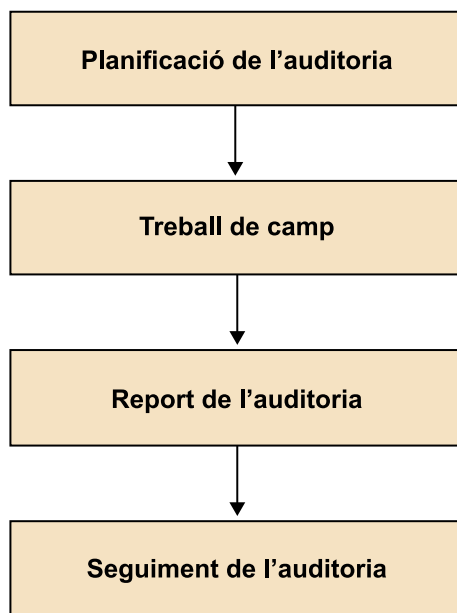 Planificació de l’auditoria
Treball de camp
Report de l’auditoria
Seguiment de l’auditoria